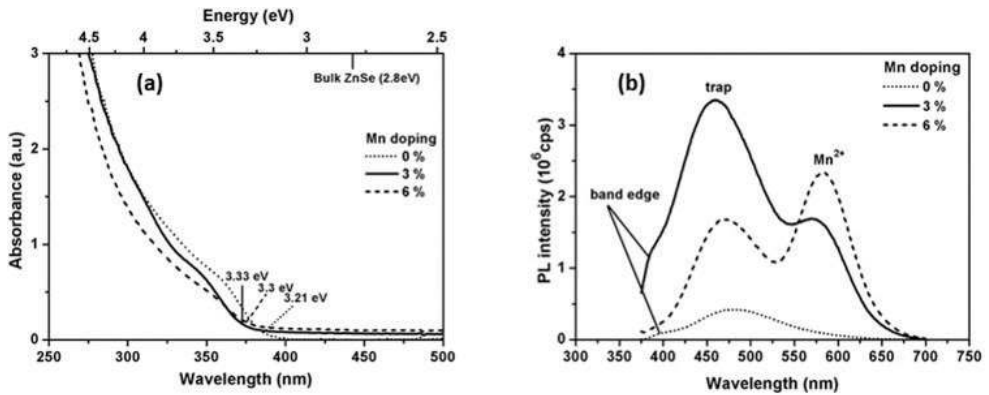 Energy (eV)
4.5 4 3.5 3 2.5
3
2
1
0
(a)
Bulk ZnSe (2.8eV)
Mn doping
0 %
3 %
6 %
3.33 eV
3.3 eV
3.21 eV
Absorbance (a.u)
250 300 350 400 450 500
Wavelength (nm)
4
3
2
1
0
trap
(b)
Mn doping
0 %
3 %
6 %
Mn²⁺
band edge
PL intensity (10⁶cps)
300 350 400 450 500 550 600 650 700 750
Wavelength (nm)